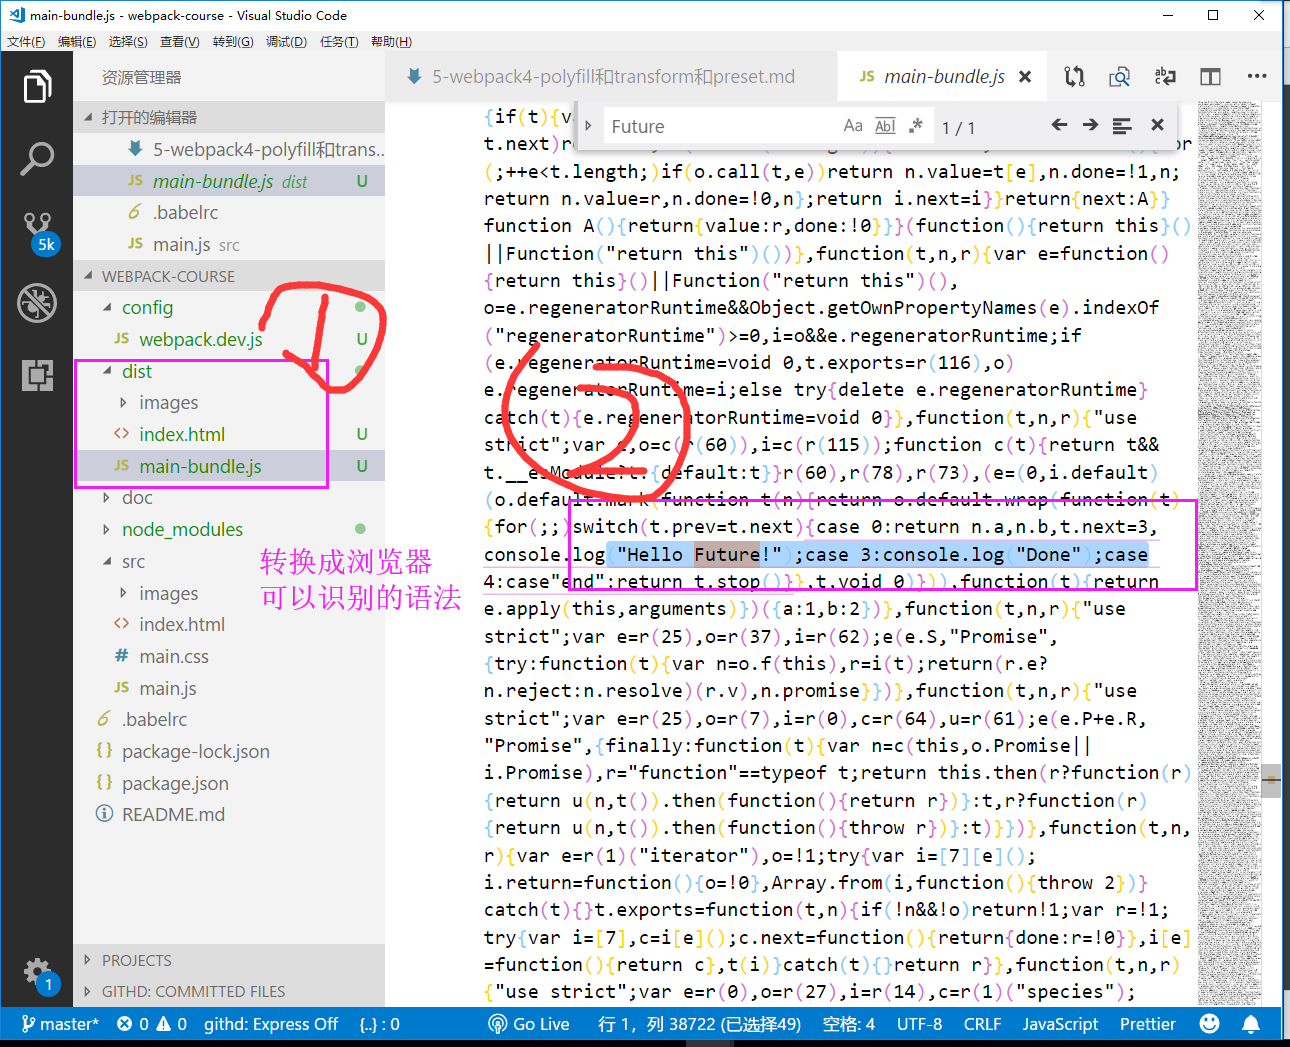 main-bundle.js - webpack-course - Visual Studio Code
文件(F) 编辑(E) 选择(S) 查看(V) 转到(G) 调试(D) 任务(T) 帮助(H)
资源管理器
5-webpack4-polyfill和transform和preset.md
JS main-bundle.js
打开的编辑器
5-webpack4-polyfill和trans...
JS main-bundle.js dist U
.babelrc
JS main.js src
5k
WEBPACK-COURSE
config
JS webpack.dev.js U
dist
images
<> index.html U
JS main-bundle.js U
doc
node_modules
src
images
<> index.html
# main.css
JS main.js
.babelrc
{} package-lock.json
{} package.json
README.md
1
2
转换成浏览器
可以识别的语法
PROJECTS
GITHD: COMMITTED FILES
1
Future Aa Abl .* 1 / 1
{if(t){va
t.next)re
(;++e<t.length;)if(o.call(t,e))return n.value=t[e],n.done=!1,n;
return n.value=r,n.done=!0,n};return i.next=i}}return{next:A}}
function A(){return{value:r,done:!0}}}(function(){return this}()
||Function("return this")())},function(t,n,r){var e=function()
{return this}()||Function("return this")(),
o=e.regeneratorRuntime&&Object.getOwnPropertyNames(e).indexOf
("regeneratorRuntime")>=0,i=o&&e.regeneratorRuntime;if
(e.regeneratorRuntime=void 0,t.exports=r(116),o)
e.regeneratorRuntime=i;else try{delete e.regeneratorRuntime}
catch(t){e.regeneratorRuntime=void 0}},function(t,n,r){"use
strict";var e,o=c(r(60)),i=c(r(115));function c(t){return t&&
t.__esModule?t:{default:t}}r(60),r(78),r(73),(e=(0,i.default)
(o.default.mark(function t(n){return o.default.wrap(function(t)
{for(;;)switch(t.prev=t.next){case 0:return n.a,n.b,t.next=3,
console.log("Hello Future!");case 3:console.log("Done");case
4:case"end":return t.stop()}},t,void 0)})),function(t){return
e.apply(this,arguments)})({a:1,b:2})},function(t,n,r){"use
strict";var e=r(25),o=r(37),i=r(62);e(e.S,"Promise",
{try:function(t){var n=o.f(this),r=i(t);return(r.e?
n.reject:n.resolve)(r.v),n.promise}})},function(t,n,r){"use
strict";var e=r(25),o=r(7),i=r(0),c=r(64),u=r(61);e(e.P+e.R,
"Promise",{finally:function(t){var n=c(this,o.Promise||
i.Promise),r="function"==typeof t;return this.then(r?function(r)
{return u(n,t()).then(function(){return r})}:t,r?function(r)
{return u(n,t()).then(function(){throw r})}:t)}})},function(t,n,
r){var e=r(1)("iterator"),o=!1;try{var i=[7][e]();
i.return=function(){o=!0},Array.from(i,function(){throw 2})}
catch(t){}t.exports=function(t,n){if(!n&&!o)return!1;var r=!1;
try{var i=[7],c=i[e]();c.next=function(){return{done:r=!0}},i[e]
=function(){return c},t(i)}catch(t){}return r}},function(t,n,r)
{"use strict";var e=r(0),o=r(27),i=r(14),c=r(1)("species");
master* 0 0 githd: Express Off {..} : 0 Go Live 行 1，列 38722 (已选择49) 空格: 4 UTF-8 CRLF JavaScript Prettier